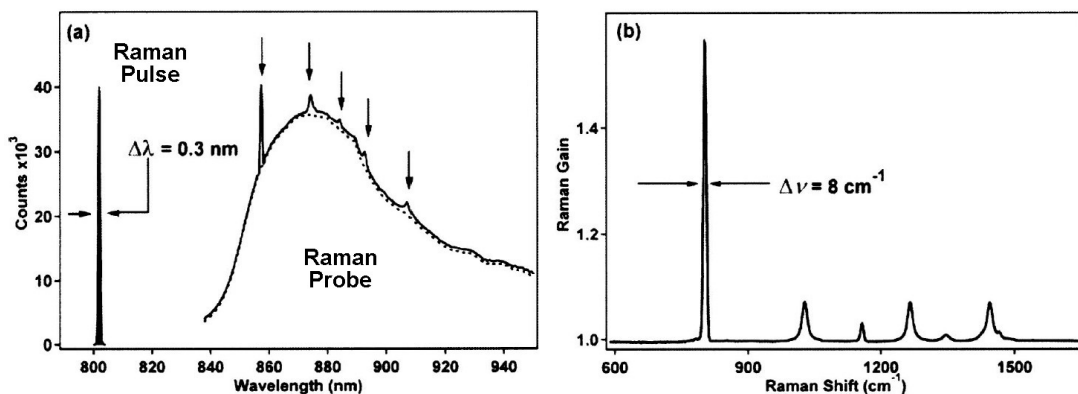 (a)
Raman
Pulse
Δλ = 0.3 nm
Raman
Probe
Counts x10³
40
30
20
10
0
800 820 840 860 880 900 920 940
Wavelength (nm)
(b)
Δν = 8 cm⁻¹
Raman Gain
1.4
1.2
1.0
600 900 1200 1500
Raman Shift (cm⁻¹)